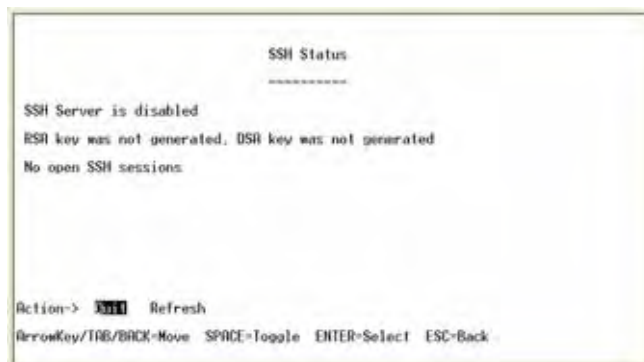 SSH Status
----------
SSH Server is disabled
RSA key was not generated. DSA key was not generated
No open SSH sessions
Action-> Quit Refresh
ArrowKey/TAB/BACK=Move SPACE=Toggle ENTER=Select ESC=Back